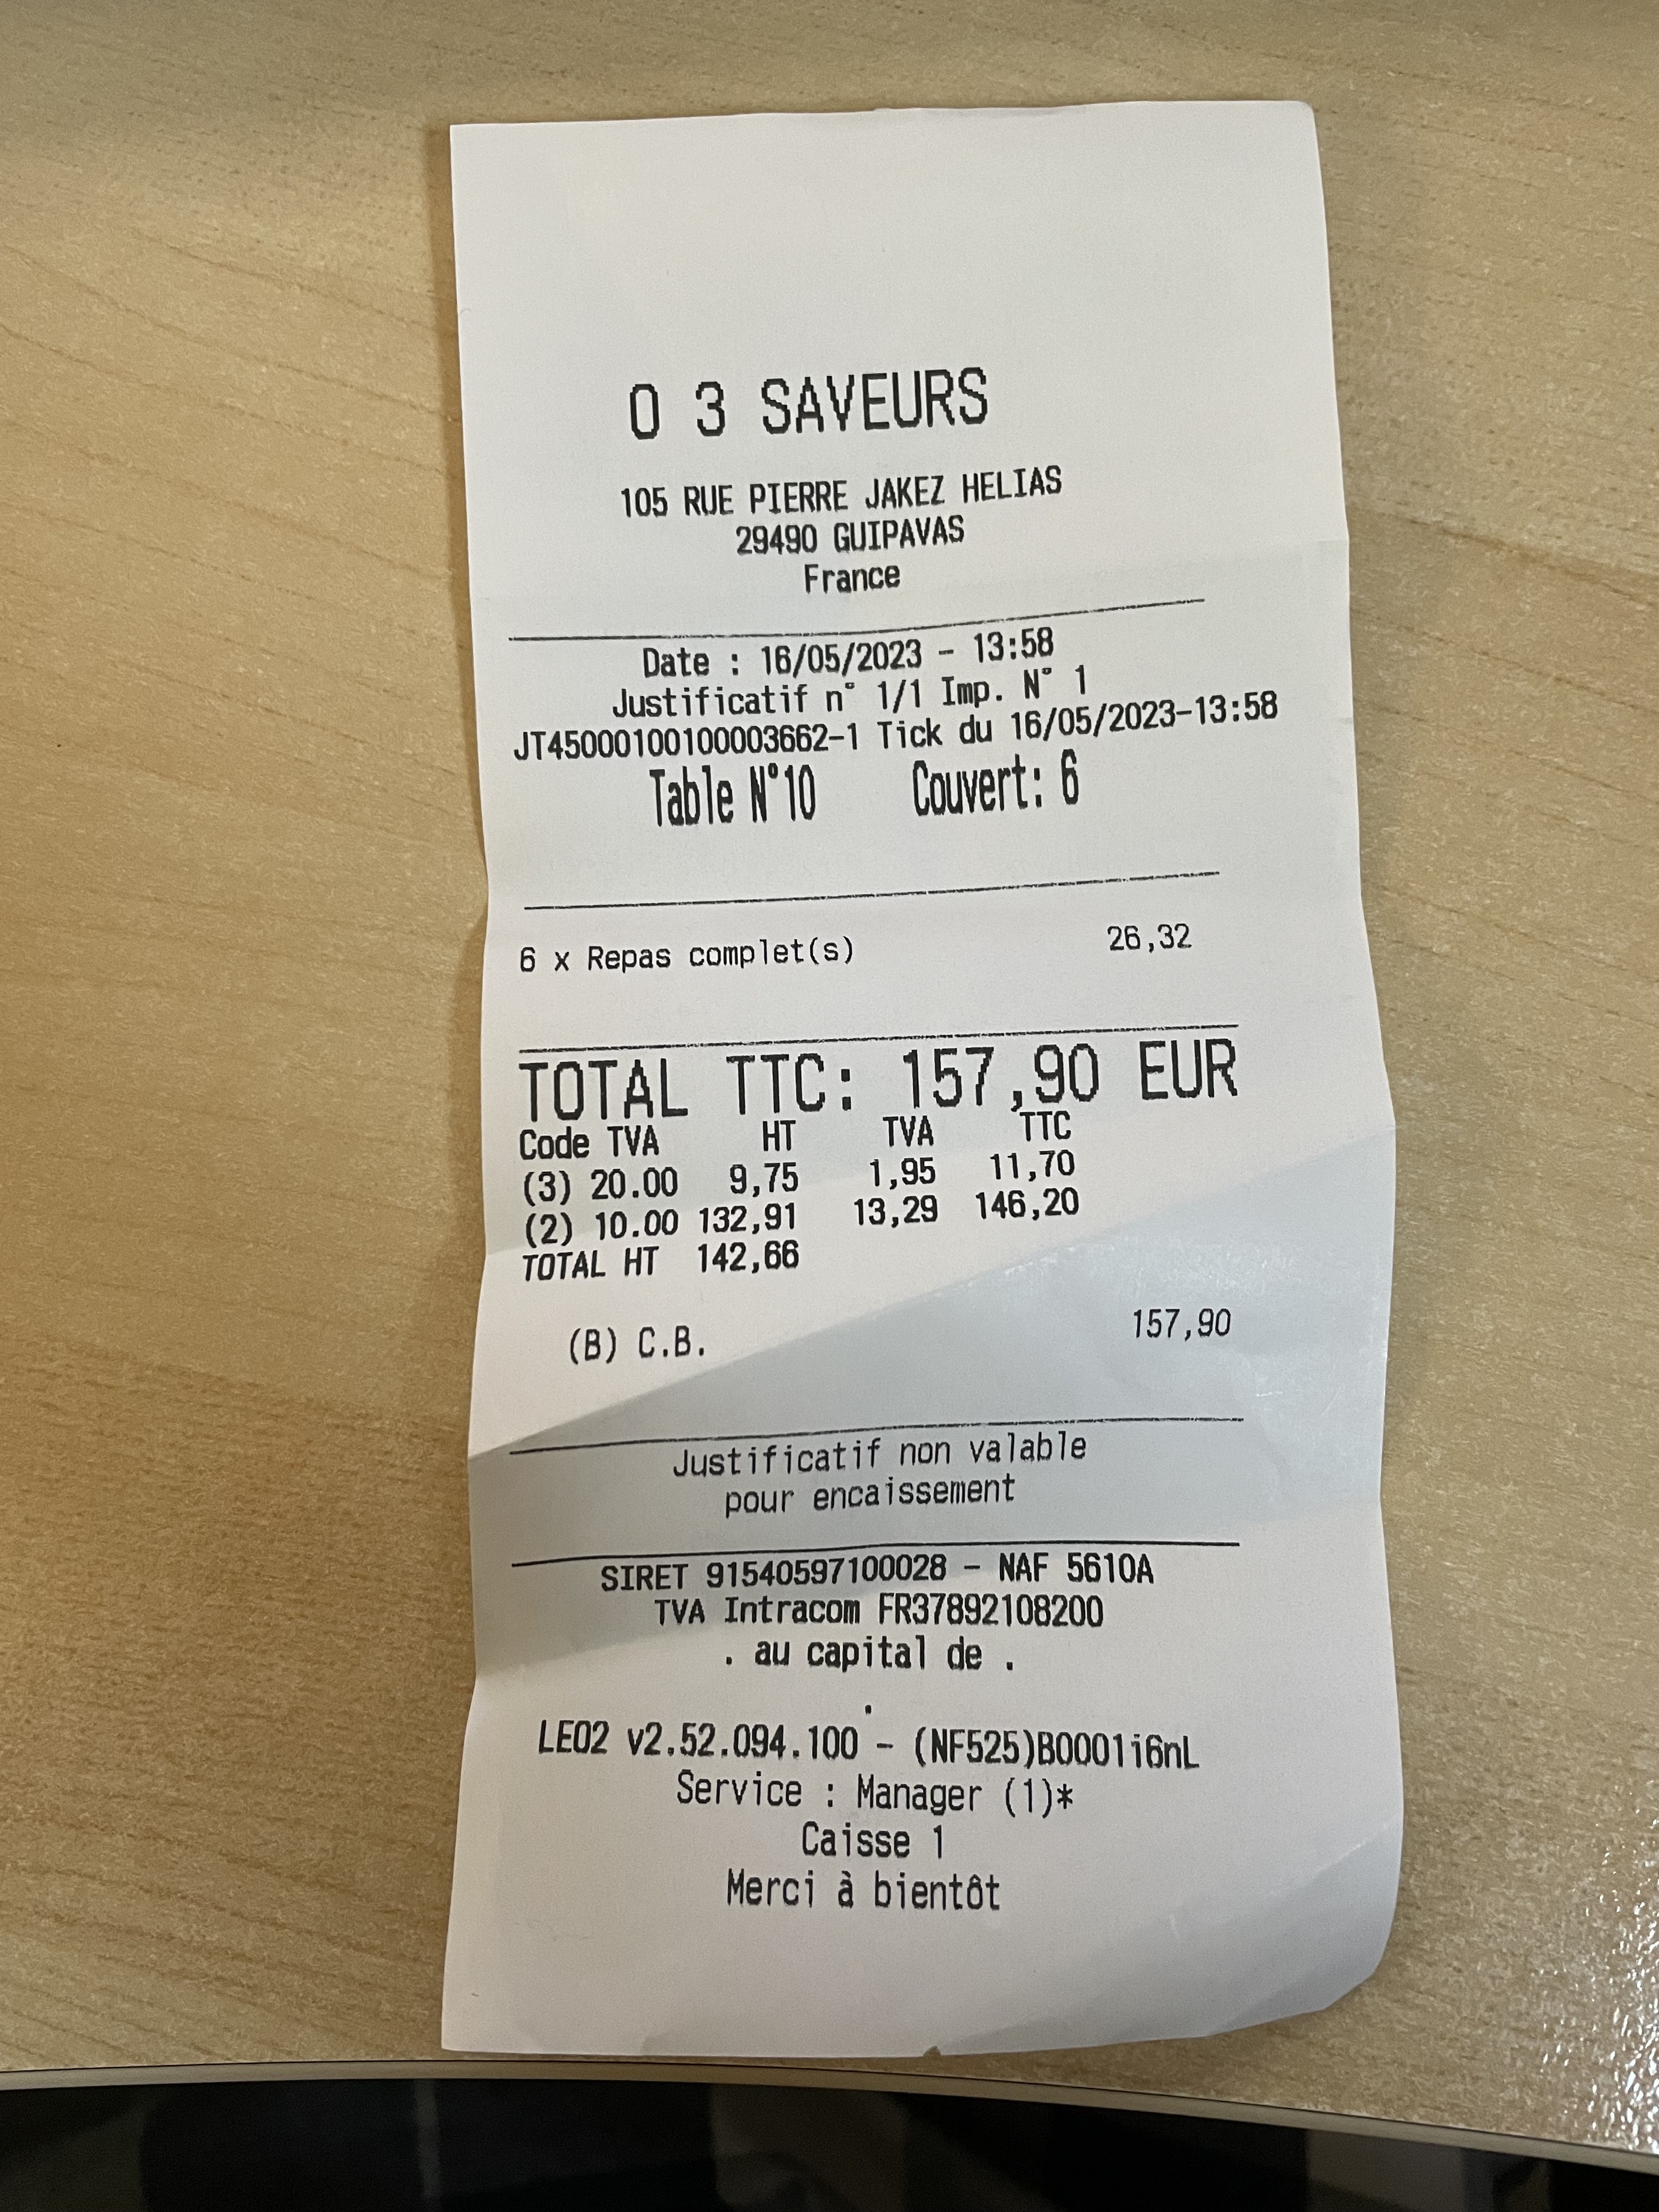 O 3 SAVEURS
105 RUE PIERRE JAKEZ HELIAS
29490 GUIPAVAS
France
Date : 16/05/2023 - 13:58
Justificatif n° 1/1 Imp. N° 1
JT45000100100003662-1 Tick du 16/05/2023-13:58
Table N°10 Couvert: 6
6 x Repas complet(s) 26,32
TOTAL TTC: 157,90 EUR
Code TVA HT TVA TTC
(3) 20.00 9,75 1,95 11,70
(2) 10.00 132,91 13,29 146,20
TOTAL HT 142,66
(B) C.B. 157,90
Justificatif non valable
pour encaissement
SIRET 91540597100028 - NAF 5610A
TVA Intracom FR37892108200
. au capital de .
.
LEO2 v2.52.094.100 - (NF525)B0001i6nL
Service : Manager (1)*
Caisse 1
Merci à bientôt